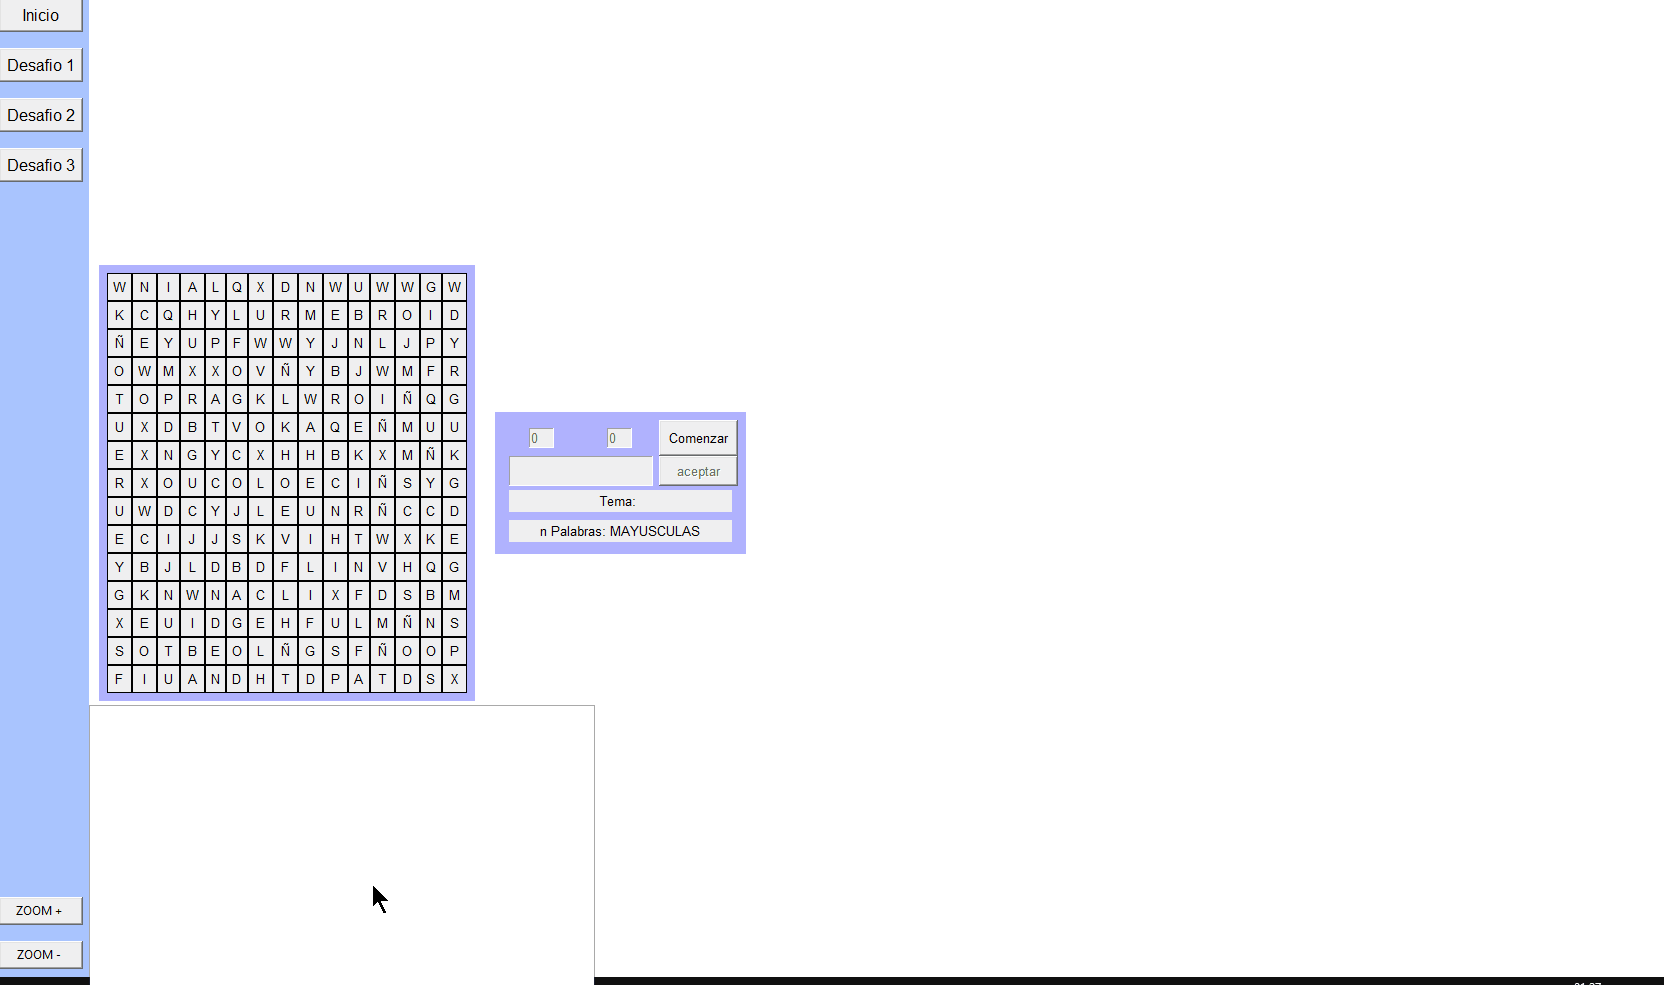 Inicio
Desafio 1
Desafio 2
Desafio 3
W N I A L Q X D N W U W W G W
K C Q H Y L U R M E B R O I D
Ñ E Y U P F W W Y J N L J P Y
O W M X X O V Ñ Y B J W M F R
T O P R A G K L W R O I Ñ Q G
U X D B T V O K A Q E Ñ M U U
E X N G Y C X H H B K X M Ñ K
R X O U C O L O E C I Ñ S Y G
U W D C Y J L E U N R Ñ C C D
E C I J J S K V I H T W X K E
Y B J L D B D F L I N V H Q G
G K N W N A C L I X F D S B M
X E U I D G E H F U L M Ñ N S
S O T B E O L Ñ G S F Ñ O O P
F I U A N D H T D P A T D S X
0 0 Comenzar
aceptar
Tema:
n Palabras: MAYUSCULAS
ZOOM +
ZOOM -